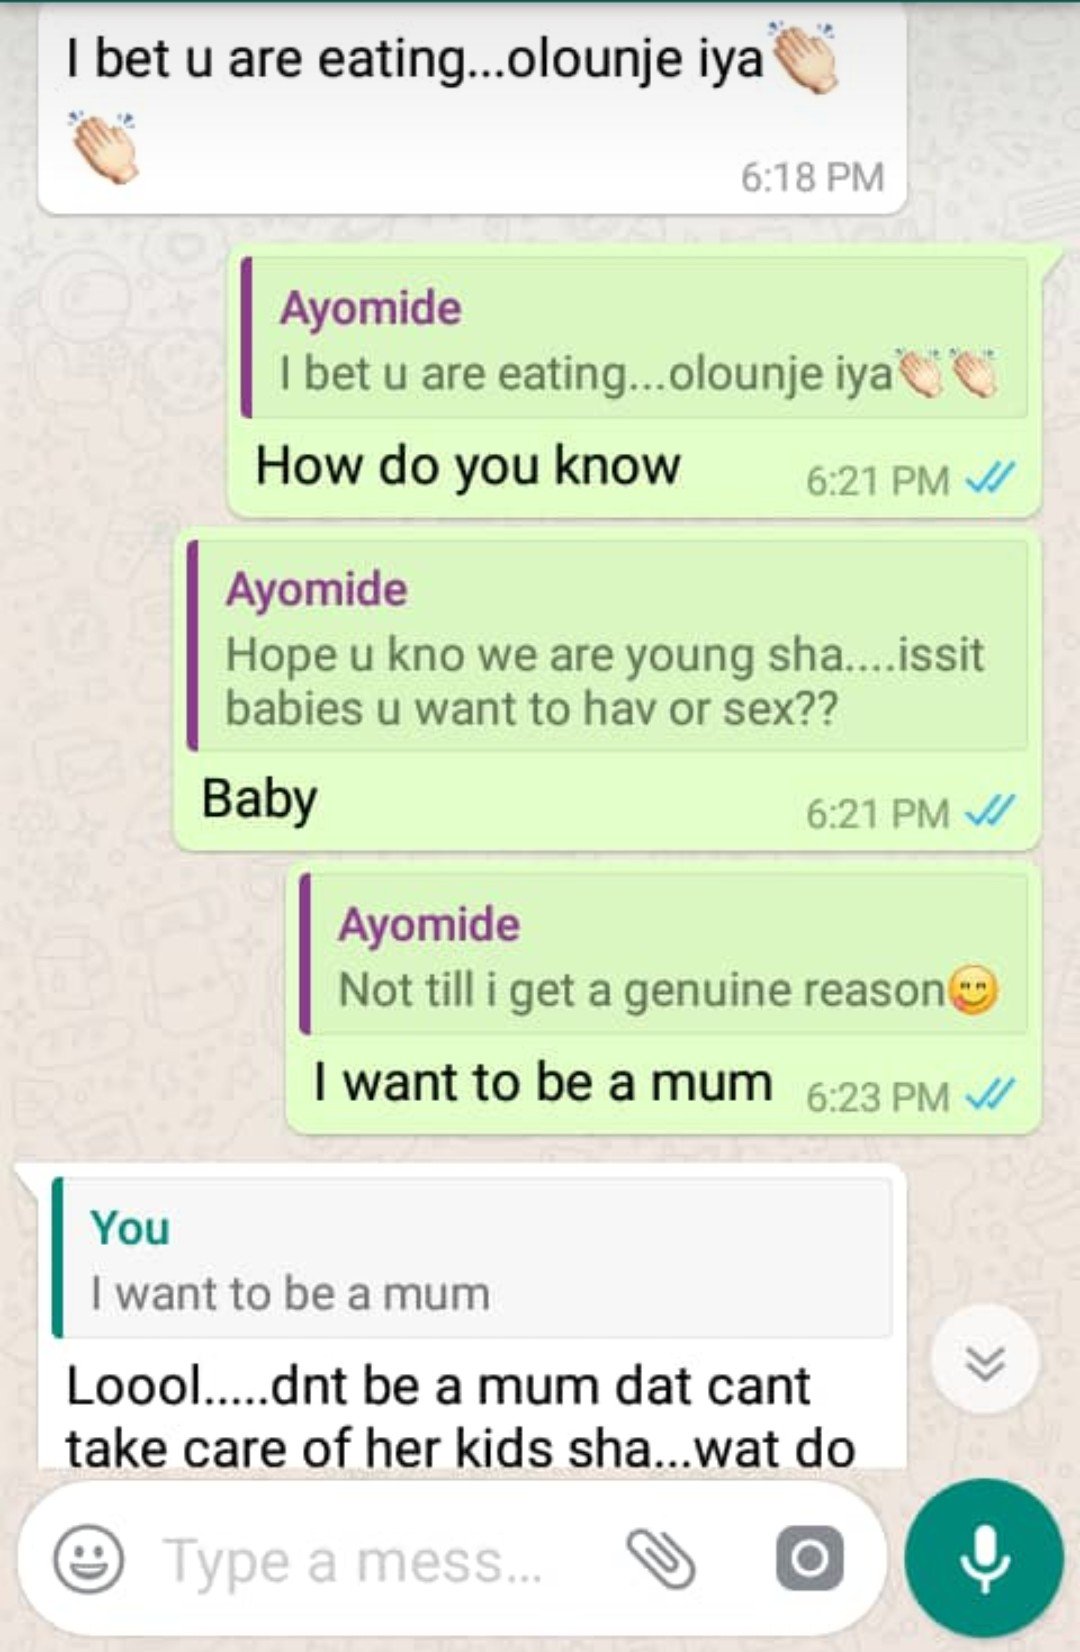 I bet u are eating...olounje iya👏🏻
👏🏻
6:18 PM
Ayomide
I bet u are eating...olounje iya👏🏻👏🏻
How do you know
6:21 PM
Ayomide
Hope u kno we are young sha....issit
babies u want to hav or sex??
Baby
6:21 PM
Ayomide
Not till i get a genuine reason😋
I want to be a mum
6:23 PM
You
I want to be a mum
Loool.....dnt be a mum dat cant
take care of her kids sha...wat do
Type a mess...